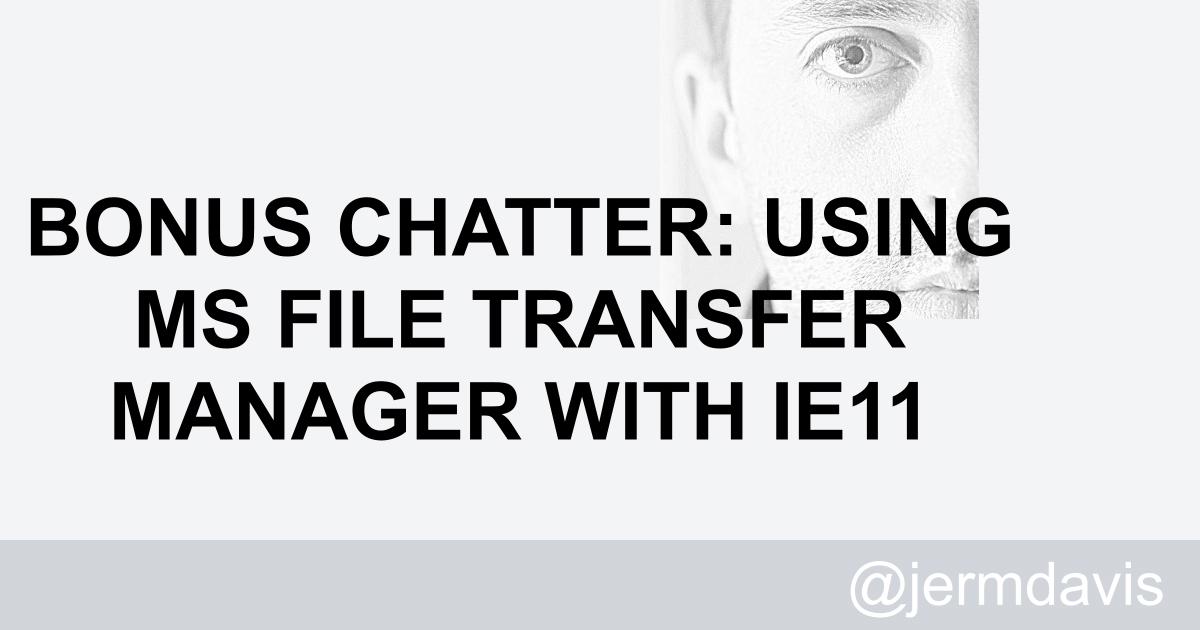 BONUS CHATTER: USING
MS FILE TRANSFER
MANAGER WITH IE11
@jermdavis